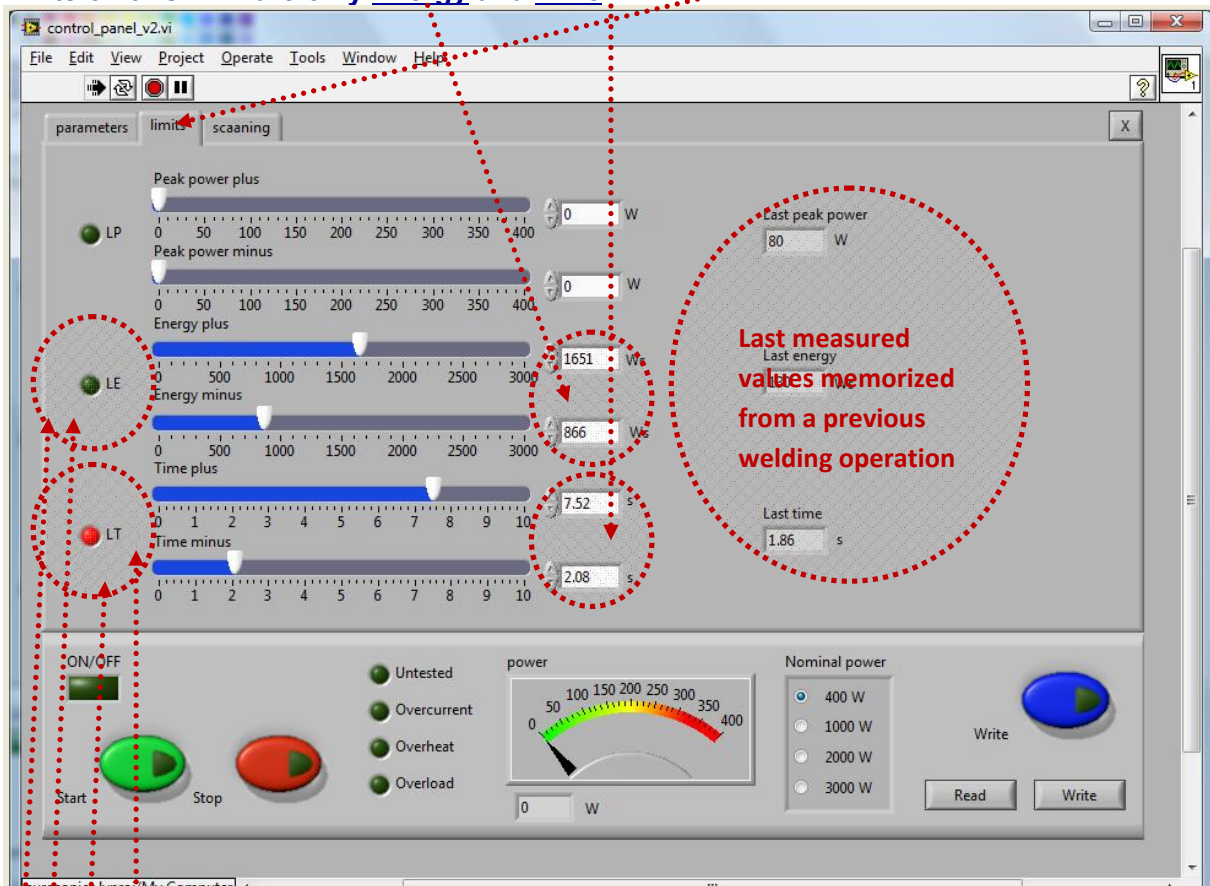 control_panel_v2.vi
File Edit View Project Operate Tools Window Help
1
parameters limits scaaning X
Peak power plus
0 50 100 150 200 250 300 350 400
0 W
LP
Peak power minus
0 50 100 150 200 250 300 350 400
0 W
Energy plus
0 500 1000 1500 2000 2500 3000
1651 Ws
LE
Energy minus
0 500 1000 1500 2000 2500 3000
866 Ws
Time plus
0 1 2 3 4 5 6 7 8 9 10
7.52 s
LT
Time minus
0 1 2 3 4 5 6 7 8 9 10
2.08 s
Last peak power
80 W
Last measured
Last energy
values memorized
from a previous
welding operation
Last time
1.86 s
ON/OFF
Start Stop
Untested
Overcurrent
Overheat
Overload
power
0 50 100 150 200 250 300 350 400
0 W
Nominal power
400 W
1000 W
2000 W
3000 W
Write
Read Write